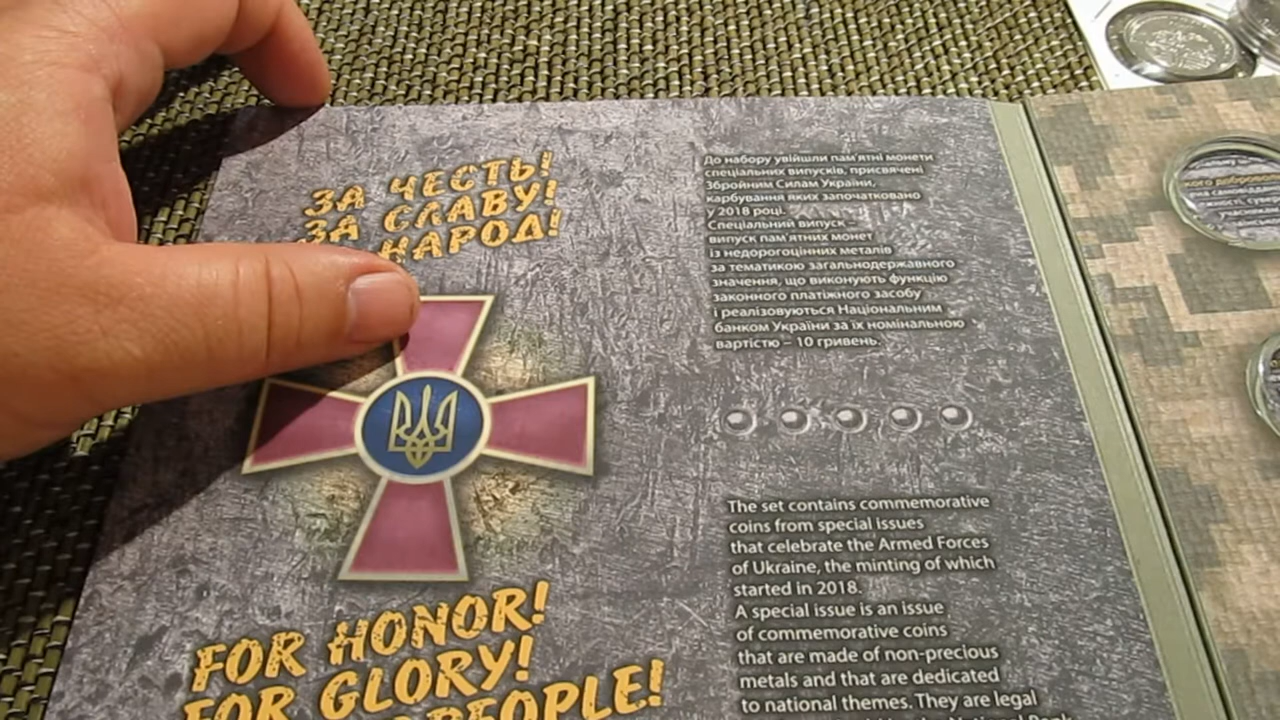 ЗА ЧЕСТЬ!
ЗА СЛАВУ!
НАРОД!
До набору увійшли пам'ятні монети
спеціальних випусків, присвячені
Збройним Силам України,
карбування яких започатковано
у 2018 році.
Спеціальний випуск –
випуск пам'ятних монет
із недорогоцінних металів
за тематикою загальнодержавного
значення, що виконують функцію
законного платіжного засобу
і реалізовуються Національним
банком України за їх номінальною
вартістю – 10 гривень.
FOR HONOR!
FOR GLORY!
PEOPLE!
The set contains commemorative
coins from special issues
that celebrate the Armed Forces
of Ukraine, the minting of which
started in 2018.
A special issue is an issue
of commemorative coins
that are made of non-precious
metals and that are dedicated
to national themes. They are legal